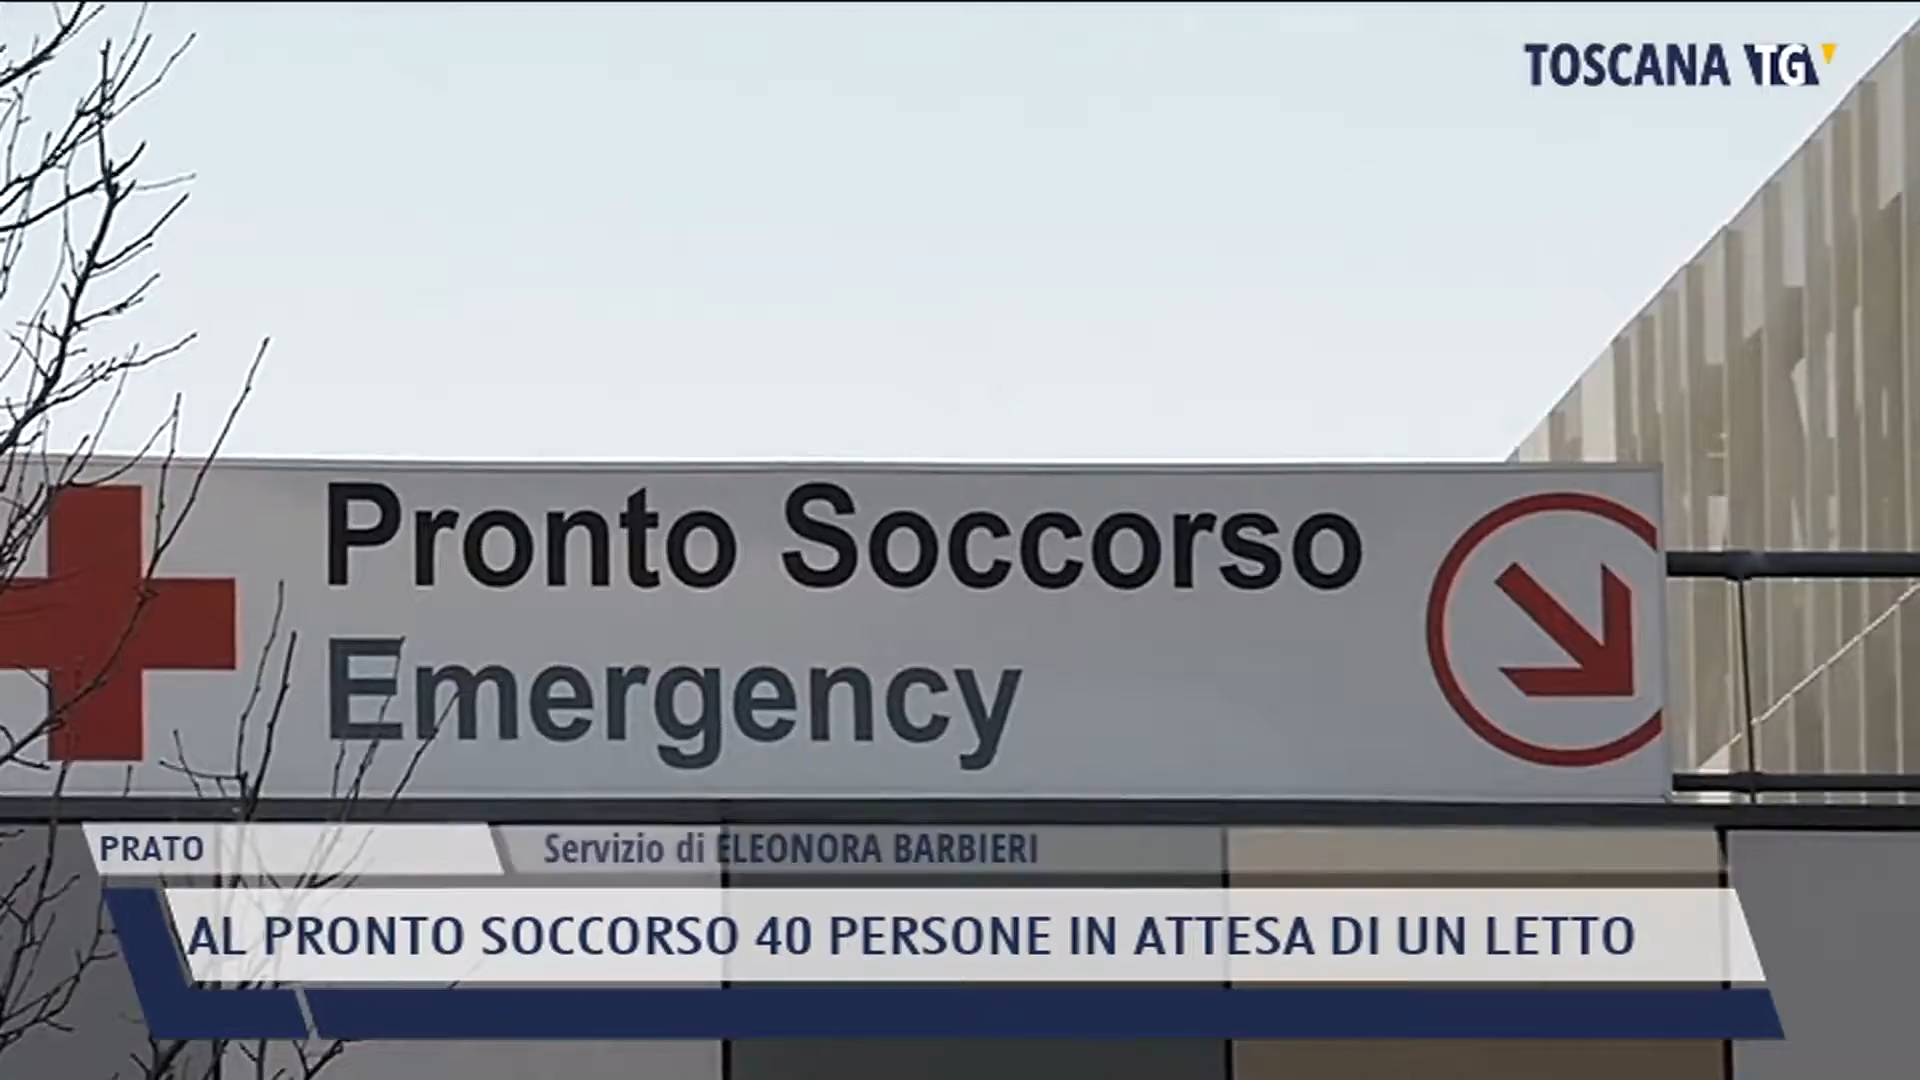 TOSCANA TG
Pronto Soccorso
Emergency
PRATO
Servizio di ELEONORA BARBIERI
AL PRONTO SOCCORSO 40 PERSONE IN ATTESA DI UN LETTO